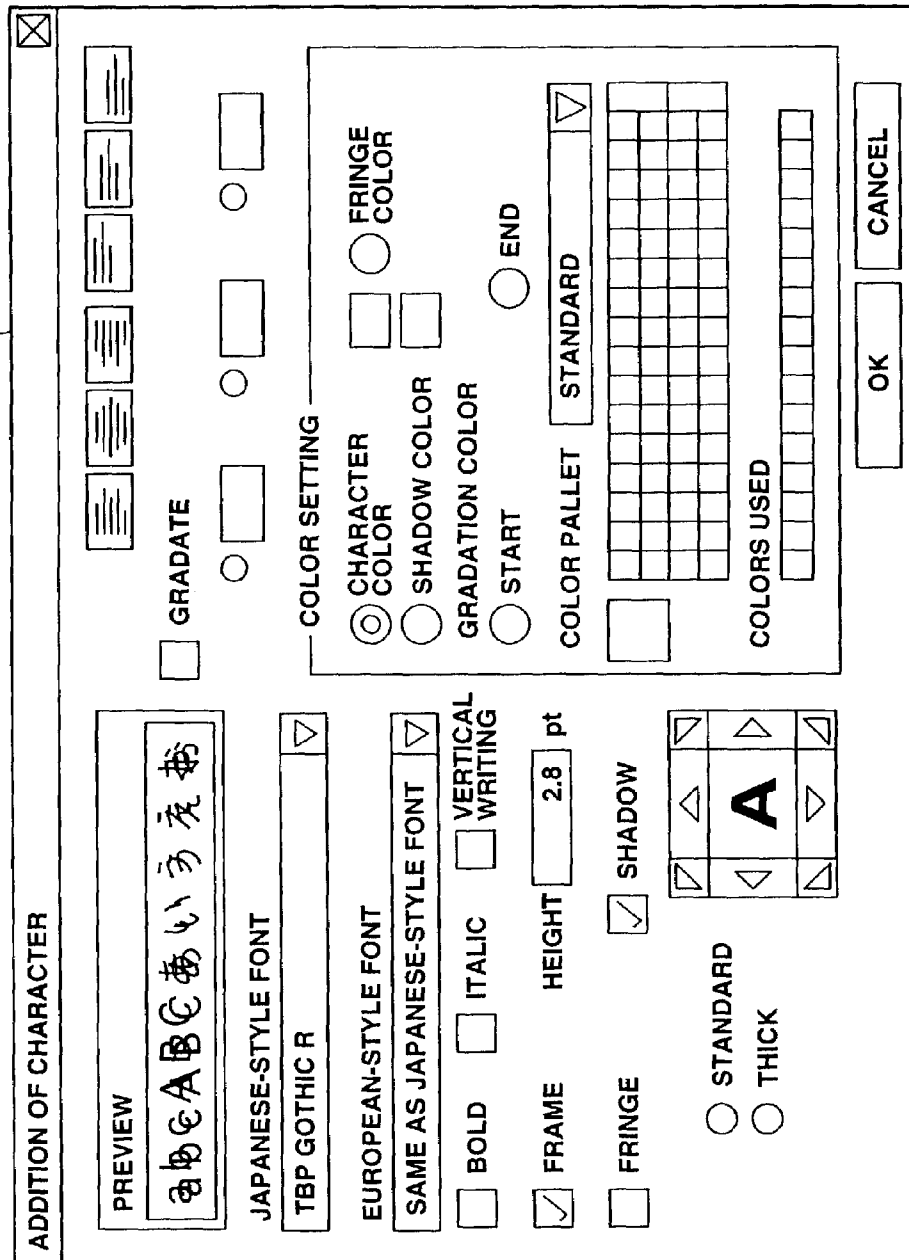 ADDITION OF CHARACTER
PREVIEW
abcABCあいうえお
JAPANESE-STYLE FONT
TBP GOTHIC R
EUROPEAN-STYLE FONT
SAME AS JAPANESE-STYLE FONT
BOLD
ITALIC
VERTICAL
WRITING
FRAME
HEIGHT 2.8 pt
FRINGE
SHADOW
STANDARD
THICK
A
GRADATE
COLOR SETTING
CHARACTER
COLOR
FRINGE
COLOR
SHADOW COLOR
GRADATION COLOR
START
END
COLOR PALLET STANDARD
COLORS USED
OK
CANCEL